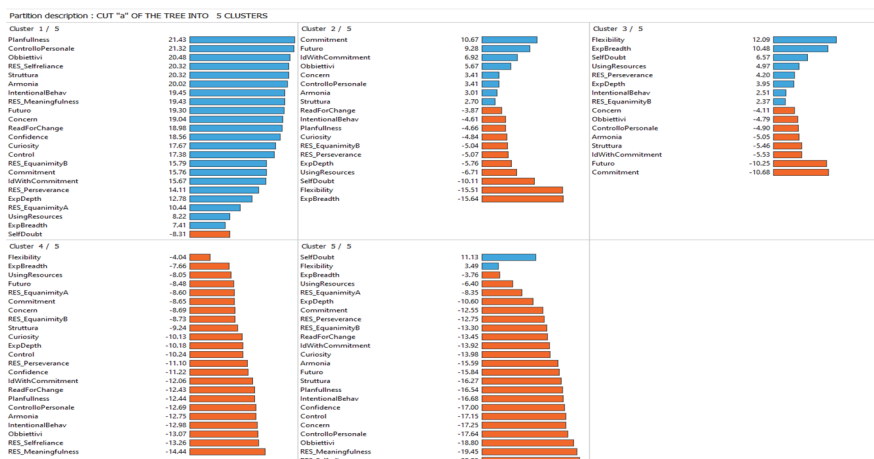 Partition description : CUT "a" OF THE TREE INTO 5 CLUSTERS
Cluster 1 / 5
Planfullness 21.43
ControlloPersonale 21.32
Obbiettivi 20.48
RES_Selfreliance 20.32
Struttura 20.32
Armonia 20.02
IntentionalBehav 19.45
RES_Meaningfulness 19.43
Futuro 19.30
Concern 19.04
ReadForChange 18.98
Confidence 18.56
Curiosity 17.67
Control 17.38
RES_EquanimityB 15.79
Commitment 15.76
IdWithCommitment 15.67
RES_Perseverance 14.11
ExpDepth 12.78
RES_EquanimityA 10.44
UsingResources 8.22
ExpBreadth 7.41
SelfDoubt -8.31
Cluster 2 / 5
Commitment 10.67
Futuro 9.28
IdWithCommitment 6.92
Obbiettivi 5.67
Concern 3.41
ControlloPersonale 3.41
Armonia 3.01
Struttura 2.70
ReadForChange -3.87
IntentionalBehav -4.61
Planfullness -4.66
Curiosity -4.84
RES_EquanimityB -5.04
RES_Perseverance -5.07
ExpDepth -5.76
UsingResources -6.71
SelfDoubt -10.11
Flexibility -15.51
ExpBreadth -15.64
Cluster 3 / 5
Flexibility 12.09
ExpBreadth 10.48
SelfDoubt 6.57
UsingResources 4.97
RES_Perseverance 4.20
ExpDepth 3.95
IntentionalBehav 2.51
RES_EquanimityB 2.37
Concern -4.11
Obbiettivi -4.79
ControlloPersonale -4.90
Armonia -5.05
Struttura -5.46
IdWithCommitment -5.53
Futuro -10.25
Commitment -10.68
Cluster 4 / 5
Flexibility -4.04
ExpBreadth -7.66
UsingResources -8.05
Futuro -8.48
RES_EquanimityA -8.60
Commitment -8.65
Concern -8.69
RES_EquanimityB -8.73
Struttura -9.24
Curiosity -10.13
ExpDepth -10.18
Control -10.24
RES_Perseverance -11.10
Confidence -11.22
IdWithCommitment -12.06
ReadForChange -12.43
Planfullness -12.44
ControlloPersonale -12.69
Armonia -12.75
IntentionalBehav -12.98
Obbiettivi -13.07
RES_Selfreliance -13.26
RES_Meaningfulness -14.44
Cluster 5 / 5
SelfDoubt 11.13
Flexibility 3.49
ExpBreadth -3.76
UsingResources -6.40
RES_EquanimityA -8.35
ExpDepth -10.60
Commitment -12.55
RES_Perseverance -12.75
RES_EquanimityB -13.30
ReadForChange -13.45
IdWithCommitment -13.92
Curiosity -13.98
Armonia -15.59
Futuro -15.84
Struttura -16.27
Planfullness -16.54
IntentionalBehav -16.68
Confidence -17.00
Control -17.15
Concern -17.25
ControlloPersonale -17.64
Obbiettivi -18.80
RES_Meaningfulness -19.45